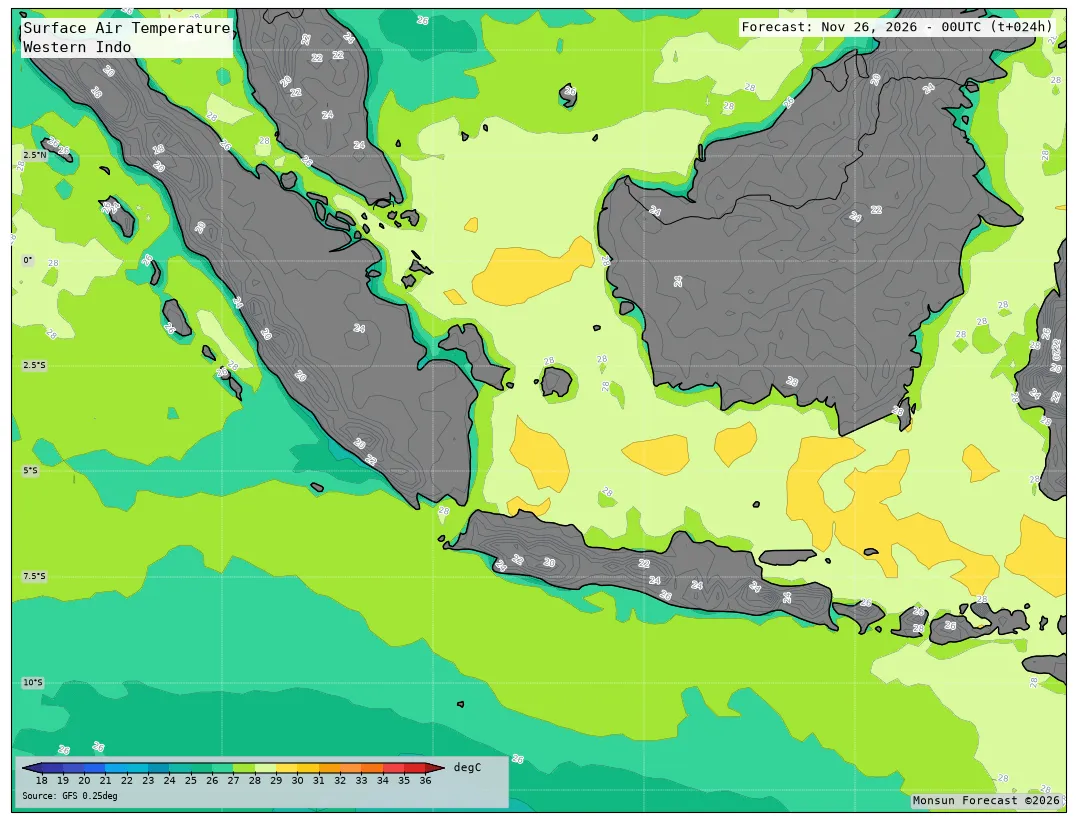 Surface Air Temperature
Western Indo
Forecast: Nov 26, 2026 - 00UTC (t+024h)
2.5°N
0°
2.5°S
5°S
7.5°S
10°S
18 19 20 21 22 23 24 25 26 27 28 29 30 31 32 33 34 35 36 degC
Source: GFS 0.25deg
Monsun Forecast ©2026